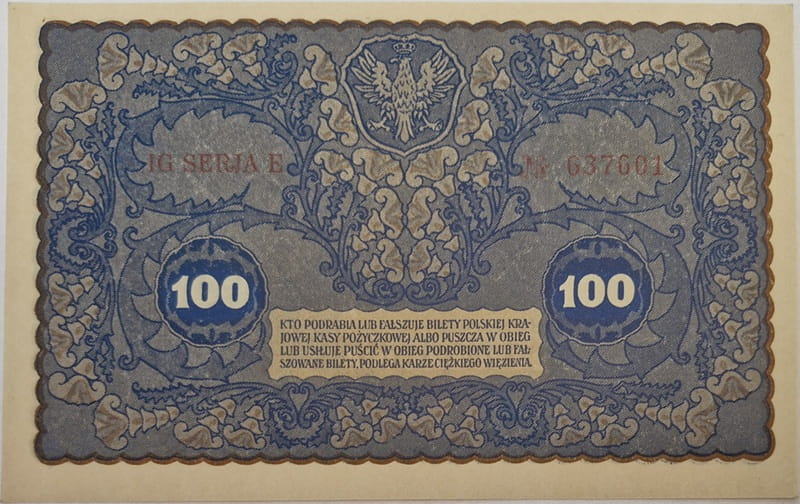 IG SERJA E
№ 637601
100
100
KTO PODRABIA LUB FAŁSZUJE BILETY POLSKIEJ KRA-
JOWEJ KASY POŻYCZKOWEJ ALBO PUSZCZA W OBIEG
LUB USIŁUJE PUŚCIĆ W OBIEG PODROBIONE LUB FAŁ-
SZOWANE BILETY, PODLEGA KARZE CIĘŻKIEGO WIĘZIENIA.